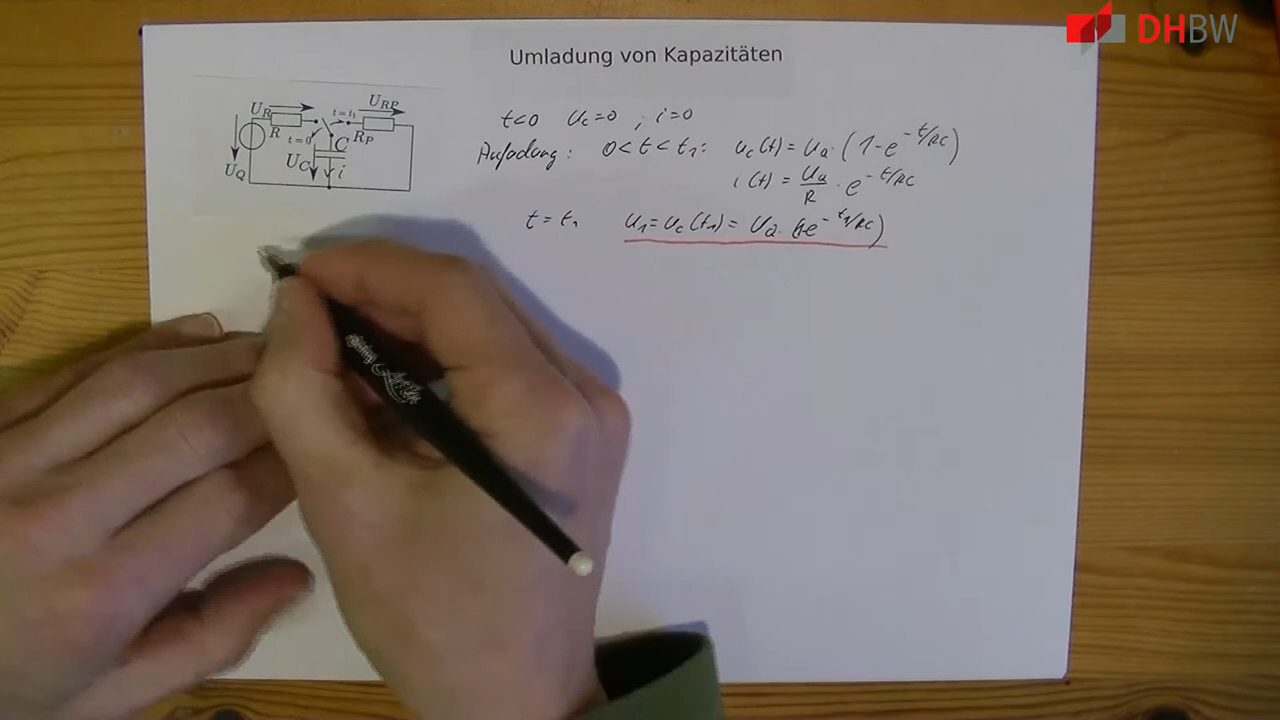 DHBW
Umladung von Kapazitäten
U_R R t=0 t=t₁ U_RP R_P
U_Q U_C C i
t<0 u_c=0 ; i=0
Aufladung: 0<t<t₁: u_c(t) = U_Q · (1-e^{-t/RC})
i(t) = U_Q/R · e^{-t/RC}
t = t₁ u₁=u_c(t₁) = U_Q · (1-e^{-t₁/RC})